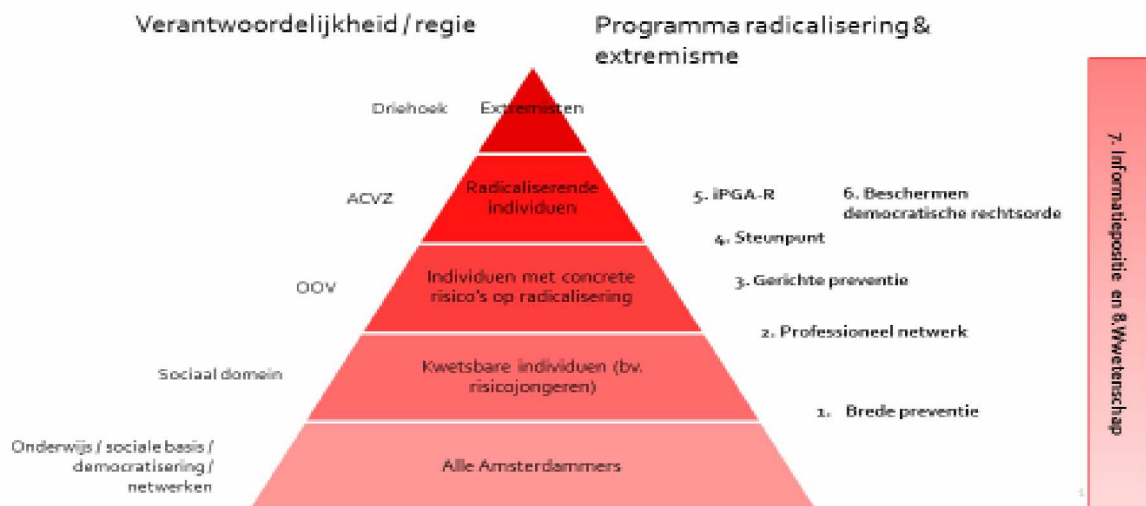 Verantwoordelijkheid / regie
Programma radicalisering &
extremisme
Driehoek
Extremisten
ACVZ
Radicaliserende
individuen
5. iPGA-R
6. Beschermen
democratische rechtsorde
4. Steunpunt
OOV
Individuen met concrete
risico's op radicalisering
3. Gerichte preventie
2. Professioneel netwerk
Sociaal domein
Kwetsbare individuen (bv.
risicojongeren)
1. Brede preventie
Onderwijs / sociale basis /
democratisering /
netwerken
Alle Amsterdammers
7. Informatiepositie en 8.Wwetenschap
1